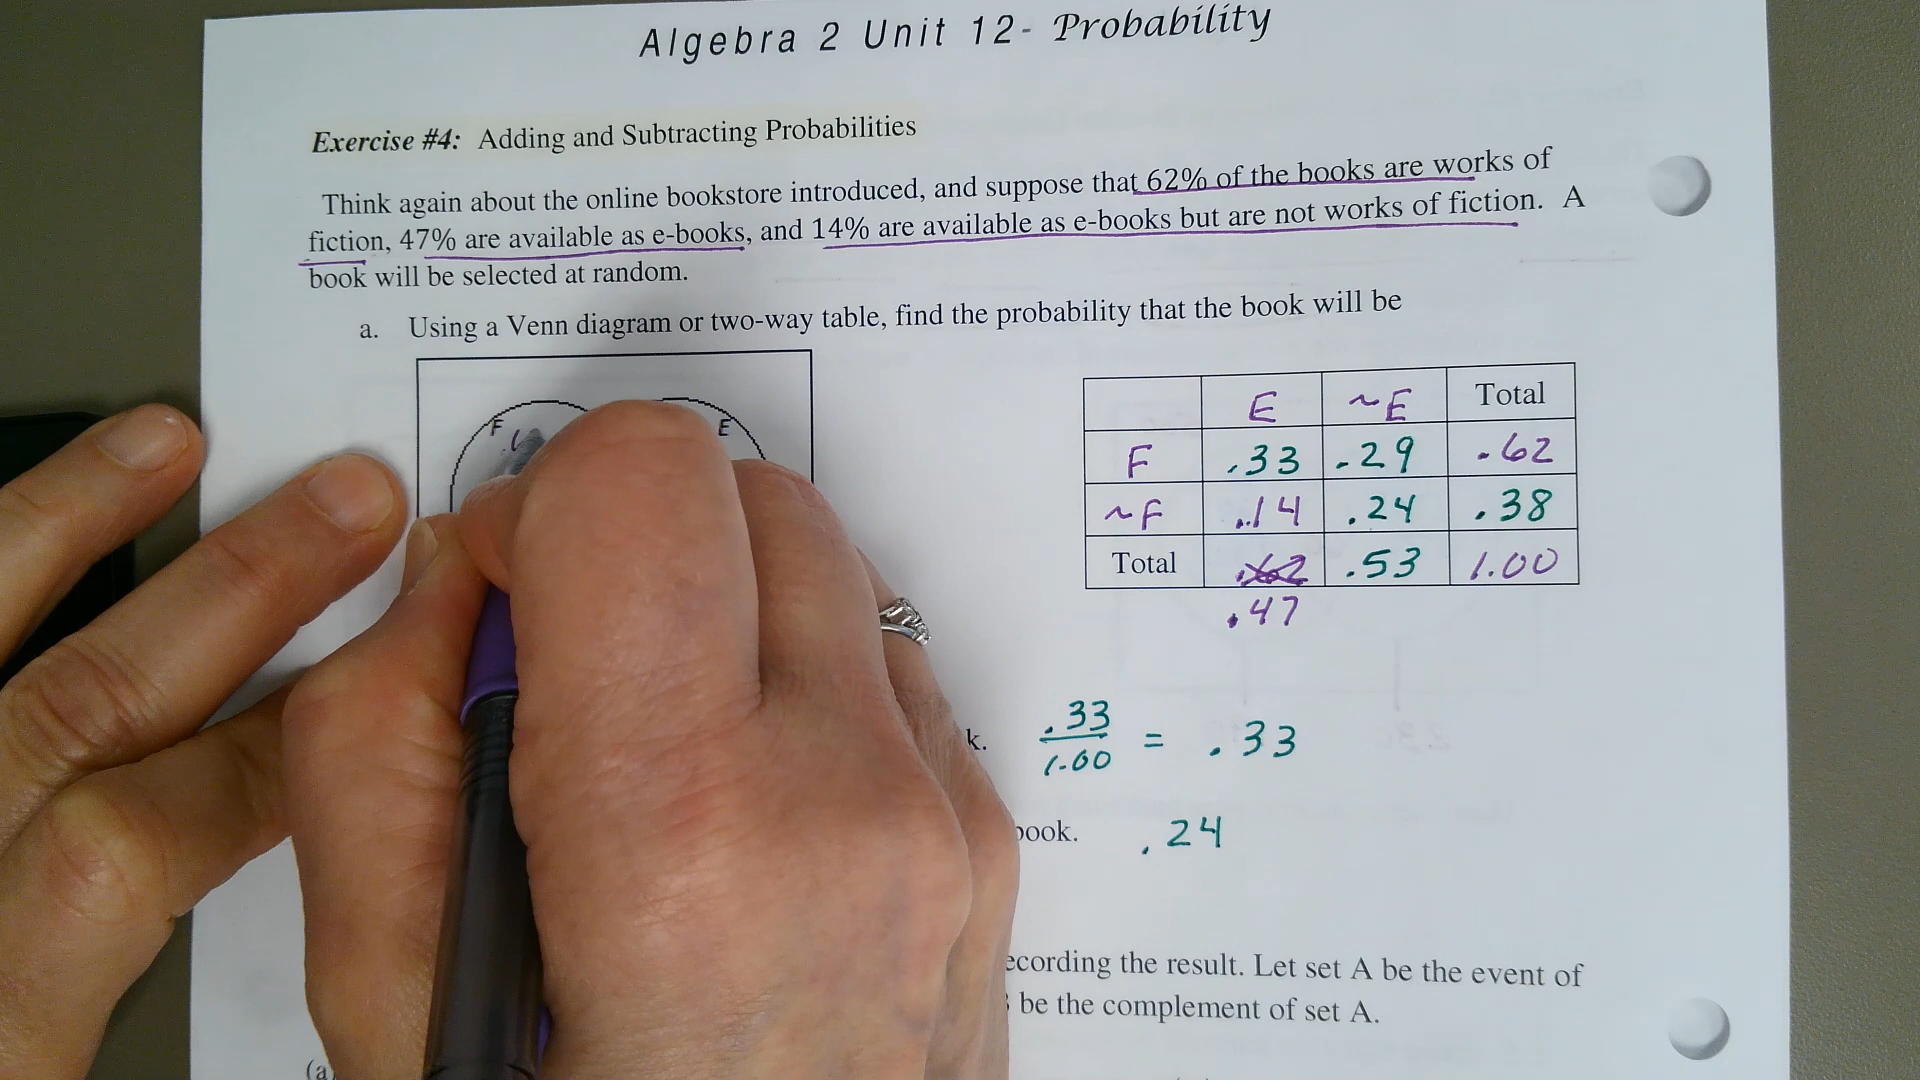 Algebra 2 Unit 12- Probability
Exercise #4: Adding and Subtracting Probabilities
Think again about the online bookstore introduced, and suppose that 62% of the books are works of
fiction, 47% are available as e-books, and 14% are available as e-books but are not works of fiction. A
book will be selected at random.
a. Using a Venn diagram or two-way table, find the probability that the book will be
F E
E ~E Total
F .33 .29 .62
~F .14 .24 .38
Total .62 .53 1.00
.47
k. .33/1.00 = .33
ook. .24
ecording the result. Let set A be the event of
be the complement of set A.
(a